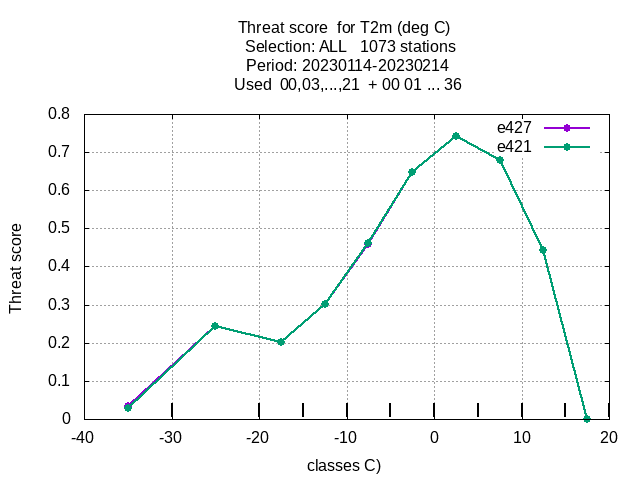 Threat score  for T2m (deg C)
Selection: ALL   1073 stations
Period: 20230114-20230214
Used  00,03,...,21  + 00 01 ... 36
e427
e421
0.8
0.7
0.6
0.5
0.4
0.3
0.2
0.1
0
Threat score
-40 -30 -20 -10 0 10 20
classes C)